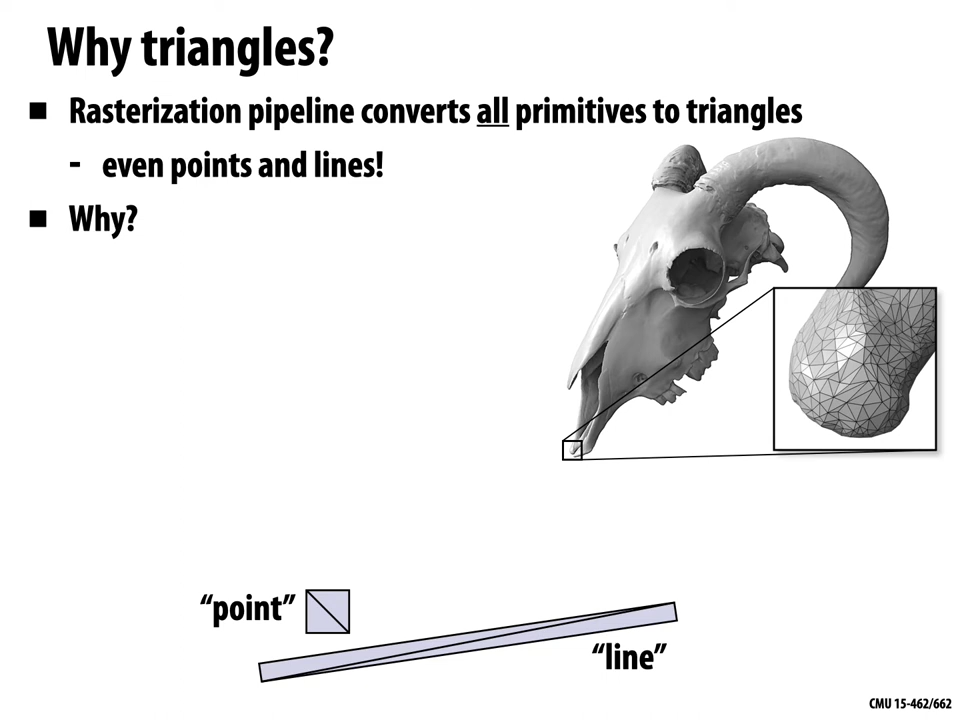 Why triangles?
■ Rasterization pipeline converts all primitives to triangles
- even points and lines!
■ Why?
“point”
“line”
CMU 15-462/662